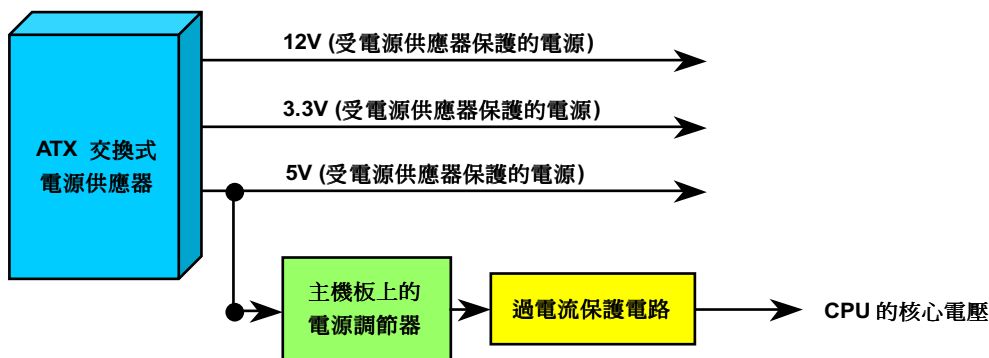 12V (受電源供應器保護的電源)
3.3V (受電源供應器保護的電源)
ATX 交換式
電源供應器
5V (受電源供應器保護的電源)
主機板上的
電源調節器
過電流保護電路
CPU 的核心電壓